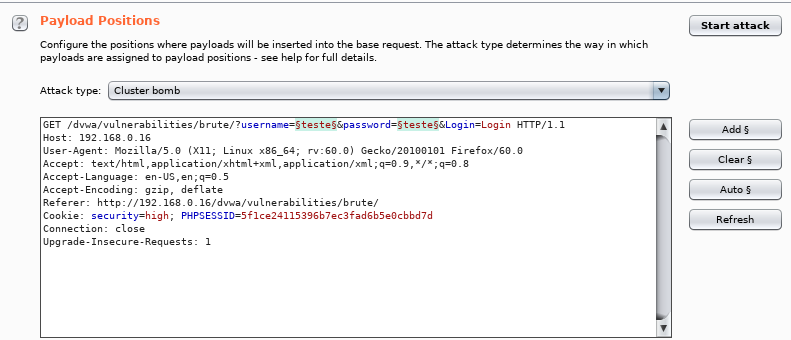 ?
Payload Positions
Start attack
Configure the positions where payloads will be inserted into the base request. The attack type determines the way in which
payloads are assigned to payload positions - see help for full details.
Attack type: Cluster bomb
GET /dvwa/vulnerabilities/brute/?username=§teste§&password=§teste§&Login=Login HTTP/1.1
Host: 192.168.0.16
User-Agent: Mozilla/5.0 (X11; Linux x86_64; rv:60.0) Gecko/20100101 Firefox/60.0
Accept: text/html,application/xhtml+xml,application/xml;q=0.9,*/*;q=0.8
Accept-Language: en-US,en;q=0.5
Accept-Encoding: gzip, deflate
Referer: http://192.168.0.16/dvwa/vulnerabilities/brute/
Cookie: security=high; PHPSESSID=5f1ce24115396b7ec3fad6b5e0cbbd7d
Connection: close
Upgrade-Insecure-Requests: 1
Add §
Clear §
Auto §
Refresh